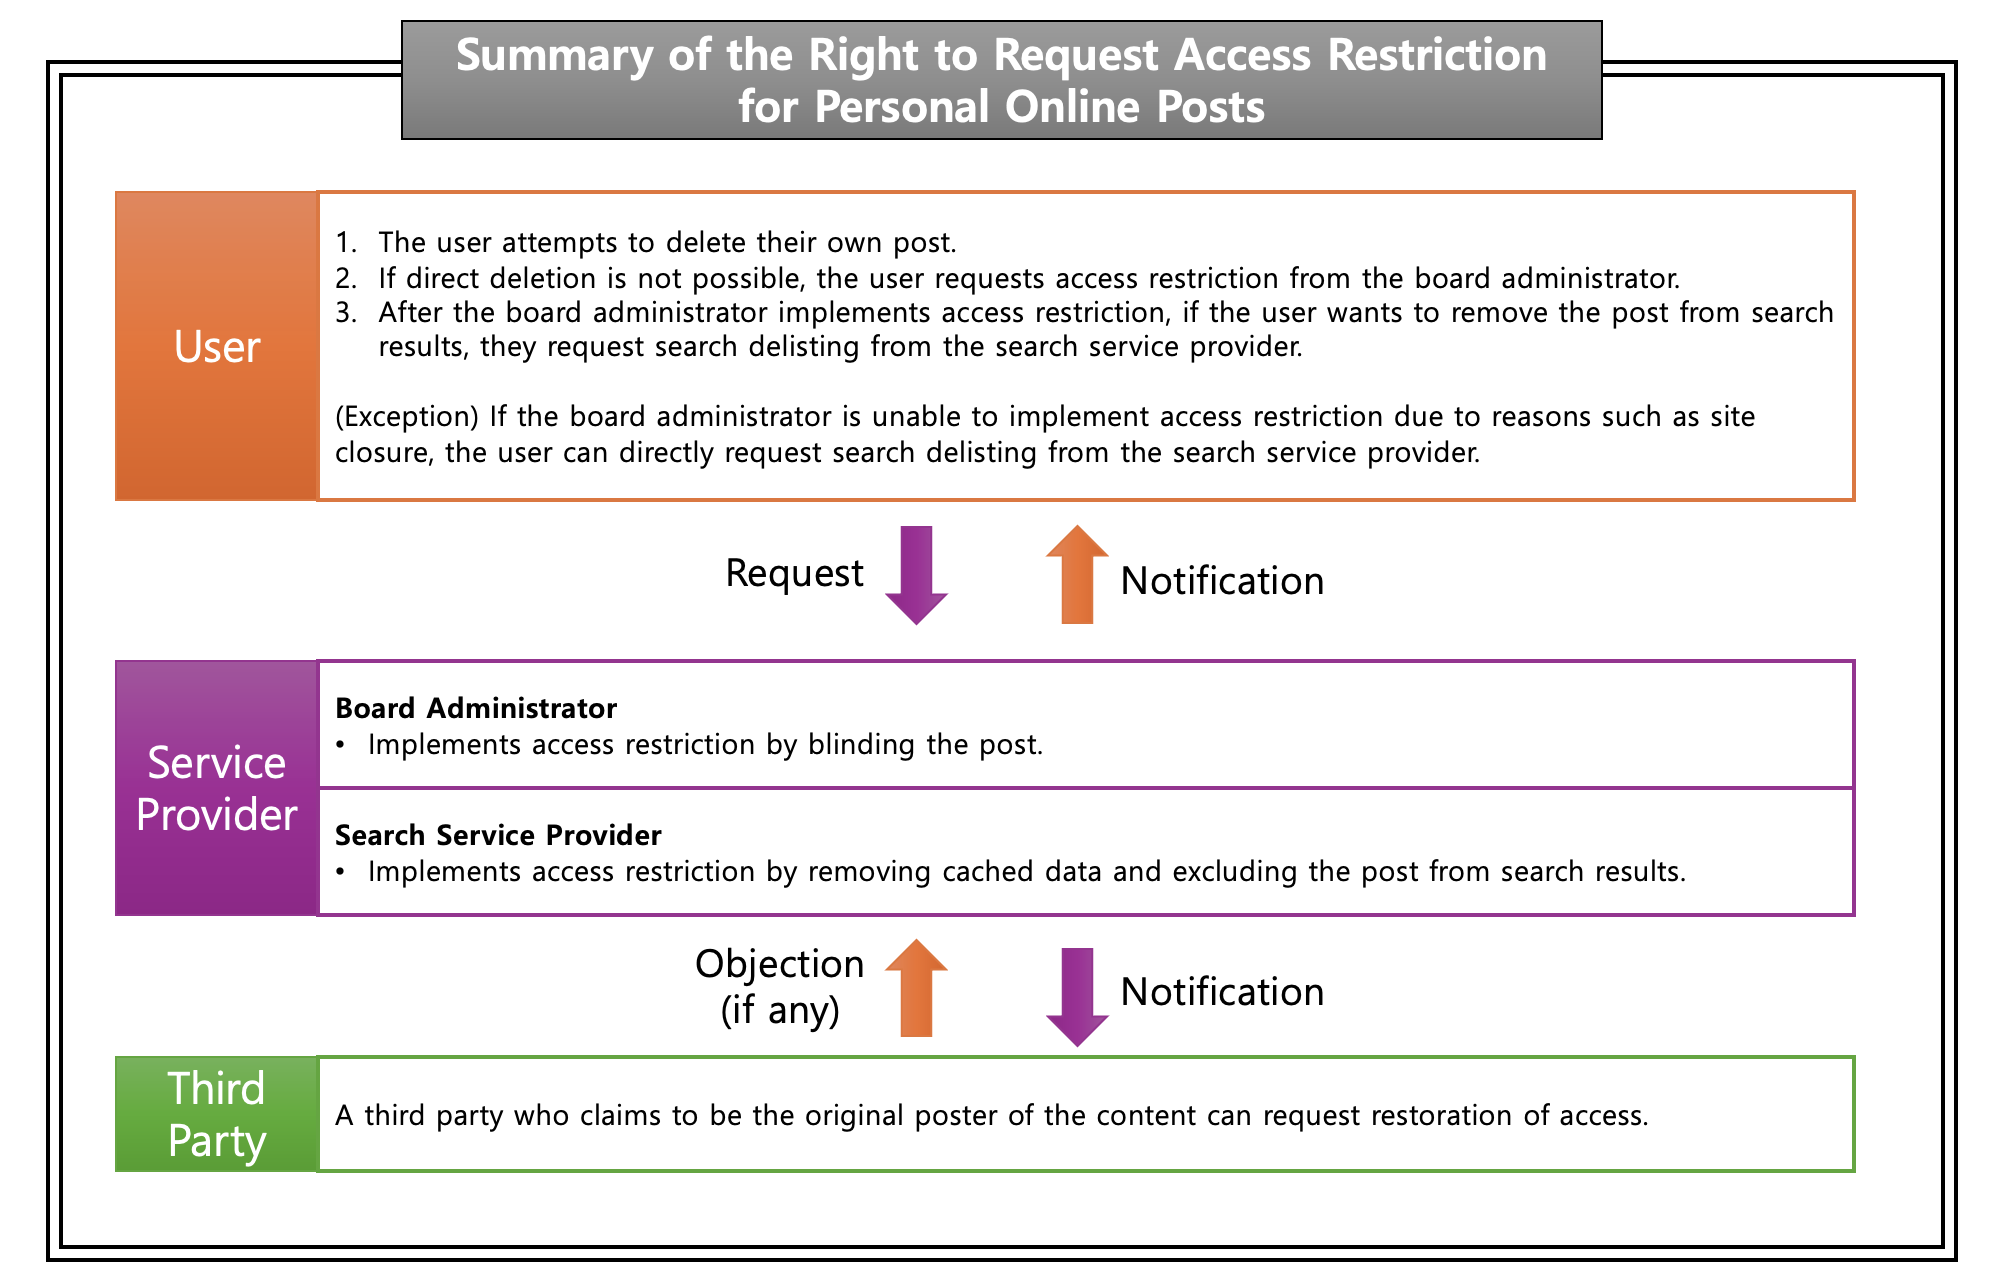 Summary of the Right to Request Access Restriction
for Personal Online Posts
User
1. The user attempts to delete their own post.
2. If direct deletion is not possible, the user requests access restriction from the board administrator.
3. After the board administrator implements access restriction, if the user wants to remove the post from search
results, they request search delisting from the search service provider.
(Exception) If the board administrator is unable to implement access restriction due to reasons such as site
closure, the user can directly request search delisting from the search service provider.
Request
Notification
Service
Provider
Board Administrator
• Implements access restriction by blinding the post.
Search Service Provider
• Implements access restriction by removing cached data and excluding the post from search results.
Objection
(if any)
Notification
Third
Party
A third party who claims to be the original poster of the content can request restoration of access.